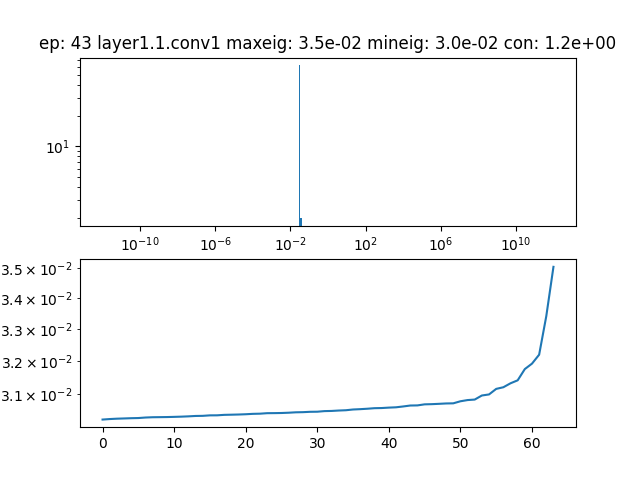 ep: 43 layer1.1.conv1 maxeig: 3.5e-02 mineig: 3.0e-02 con: 1.2e+00
10¹
10⁻¹⁰ 10⁻⁶ 10⁻² 10² 10⁶ 10¹⁰
3.5 × 10⁻²
3.4 × 10⁻²
3.3 × 10⁻²
3.2 × 10⁻²
3.1 × 10⁻²
0 10 20 30 40 50 60